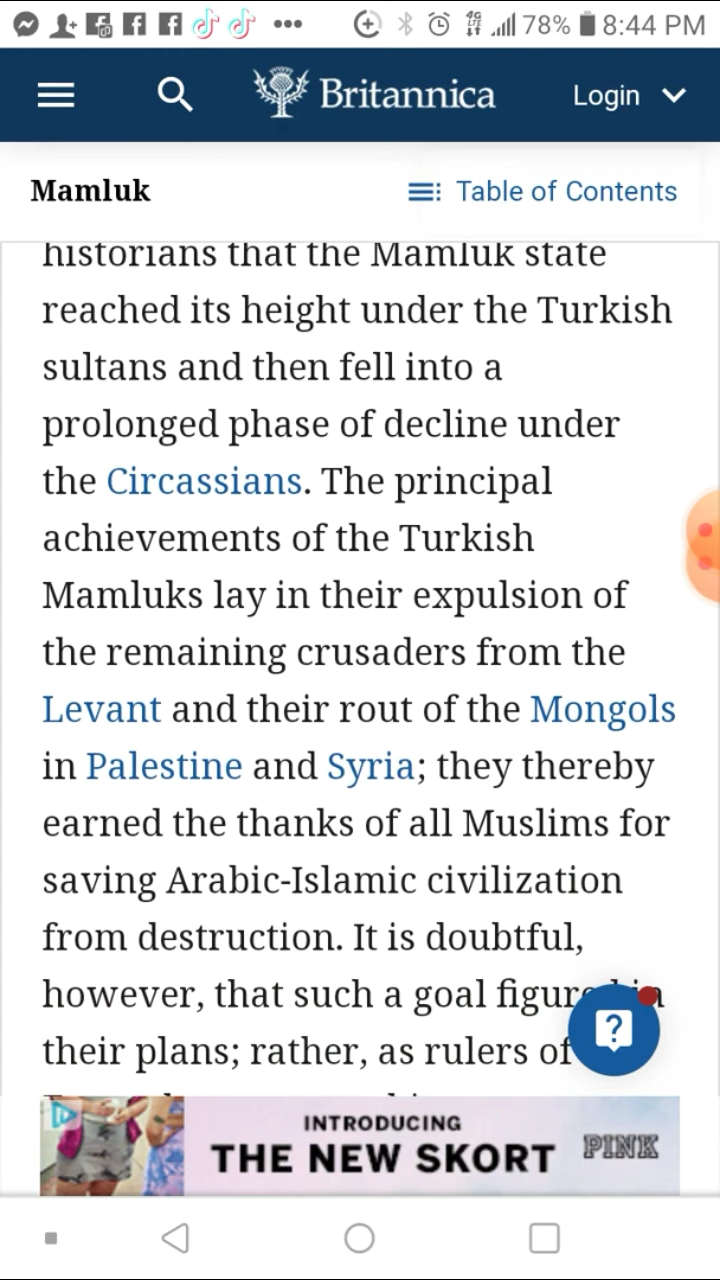 78% 8:44 PM
Britannica Login
Mamluk Table of Contents
historians that the Mamluk state
reached its height under the Turkish
sultans and then fell into a
prolonged phase of decline under
the Circassians. The principal
achievements of the Turkish
Mamluks lay in their expulsion of
the remaining crusaders from the
Levant and their rout of the Mongols
in Palestine and Syria; they thereby
earned the thanks of all Muslims for
saving Arabic-Islamic civilization
from destruction. It is doubtful,
however, that such a goal figured in
their plans; rather, as rulers of
INTRODUCING
THE NEW SKORT PINK